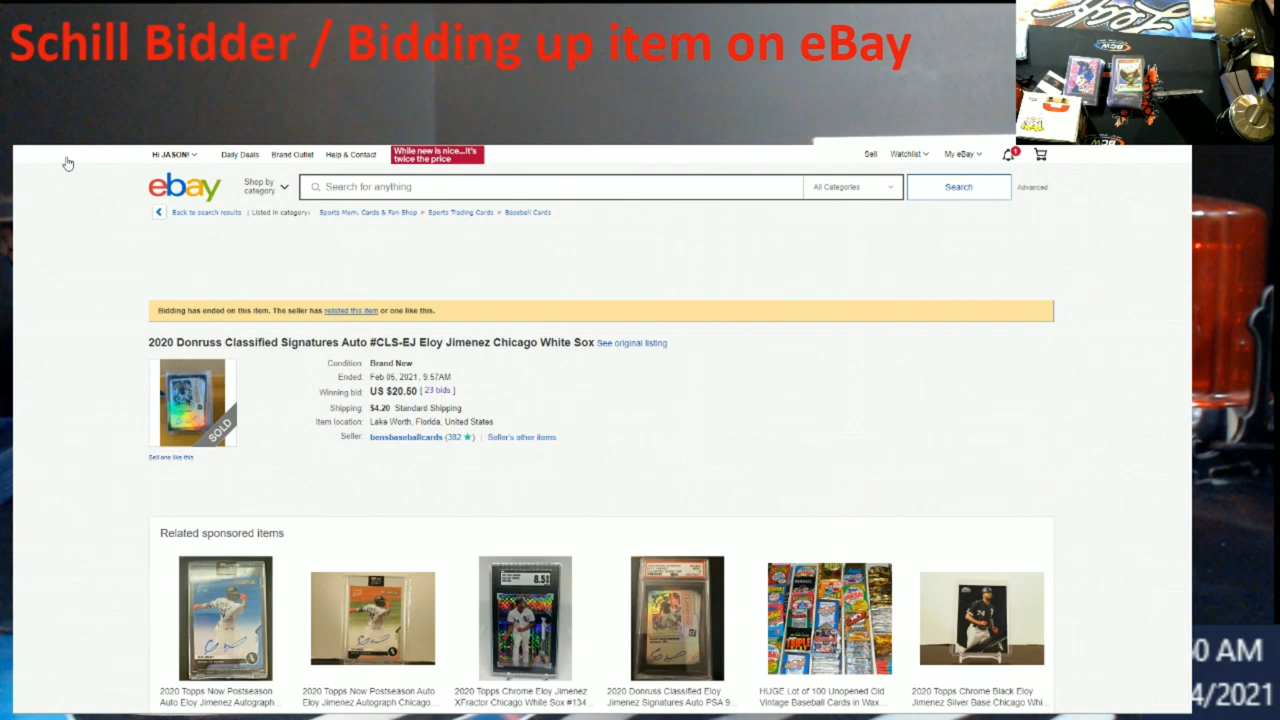 Schill Bidder / Bidding up item on eBay
Hi JASON! Daily Deals Brand Outlet Help & Contact While new is nice...it's twice the price Sell Watchlist My eBay 1
ebay Shop by category Search for anything All Categories Search Advanced
Back to search results | Listed in category: Sports Mem, Cards & Fan Shop > Sports Trading Cards > Baseball Cards
Bidding has ended on this item. The seller has relisted this item or one like this.
2020 Donruss Classified Signatures Auto #CLS-EJ Eloy Jimenez Chicago White Sox See original listing
Condition: Brand New
Ended: Feb 05, 2021, 9:57AM
Winning bid: US $20.50 [ 23 bids ]
Shipping: $4.20 Standard Shipping
Item location: Lake Worth, Florida, United States
Seller: bensbaseballcards (382 ★) | Seller's other items
SOLD
Sell one like this
Related sponsored items
8.5
2020 Topps Now Postseason
Auto Eloy Jimenez Autograph...
2020 Topps Now Postseason Auto
Eloy Jimenez Autograph Chicago...
2020 Topps Chrome Eloy Jimenez
XFractor Chicago White Sox #134...
2020 Donruss Classified Eloy
Jimenez Signatures Auto PSA 9...
HUGE Lot of 100 Unopened Old
Vintage Baseball Cards in Wax...
2020 Topps Chrome Black Eloy
Jimenez Silver Base Chicago Whi...
0 AM
4/2021